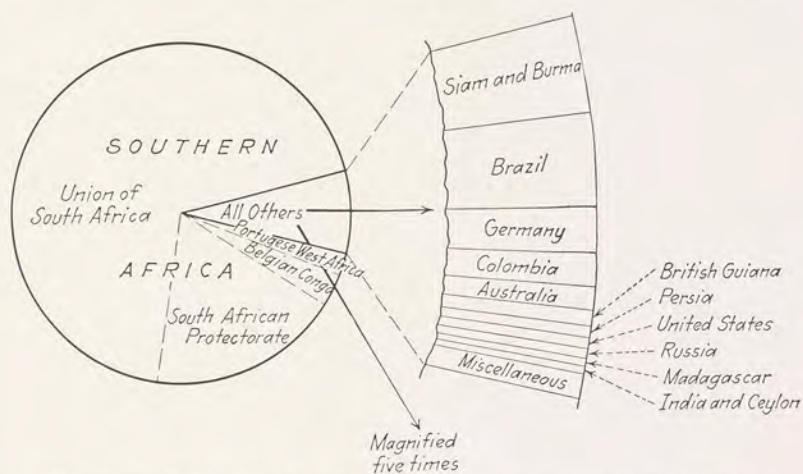 SOUTHERN
AFRICA
Union of
South Africa
All Others
Portugese West Africa
Belgian Congo
South African
Protectorate
Siam and Burma
Brazil
Germany
Colombia
Australia
British Guiana
Persia
United States
Russia
Madagascar
India and Ceylon
Miscellaneous
Magnified
five times